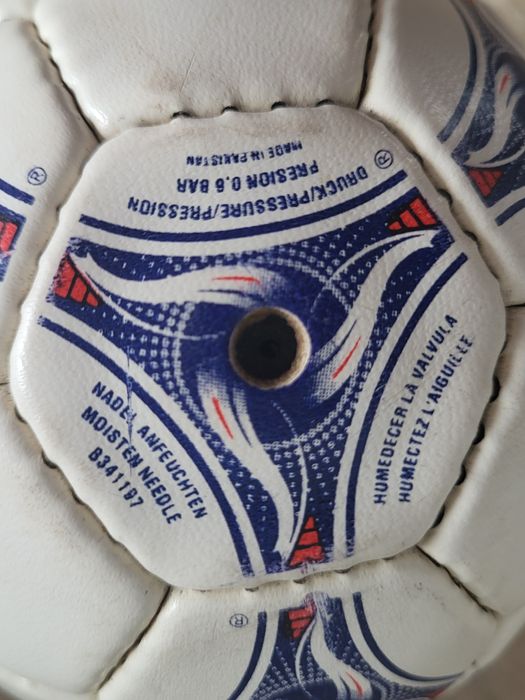 MADE IN PAKISTAN
PRESION 0.6 BAR
DRUCK/PRESSURE/PRESSION
®
®
NADEL ANFEUCHTEN
MOISTEN NEEDLE
B341197
HUMEDECER LA VALVULA
HUMECTEZ L'AIGUILLE
®